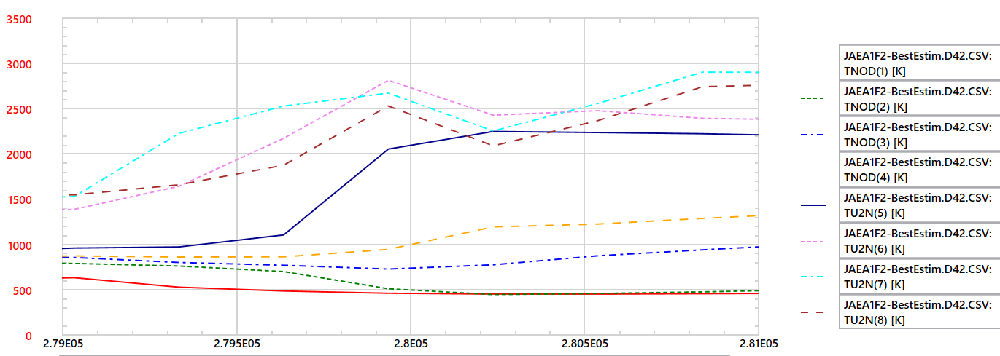 3500
3000
2500
2000
1500
1000
500
0
2.79E05 2.795E05 2.8E05 2.805E05 2.81E05
JAEA1F2-BestEstim.D42.CSV:
TNOD(1) [K]
JAEA1F2-BestEstim.D42.CSV:
TNOD(2) [K]
JAEA1F2-BestEstim.D42.CSV:
TNOD(3) [K]
JAEA1F2-BestEstim.D42.CSV:
TNOD(4) [K]
JAEA1F2-BestEstim.D42.CSV:
TU2N(5) [K]
JAEA1F2-BestEstim.D42.CSV:
TU2N(6) [K]
JAEA1F2-BestEstim.D42.CSV:
TU2N(7) [K]
JAEA1F2-BestEstim.D42.CSV:
TU2N(8) [K]